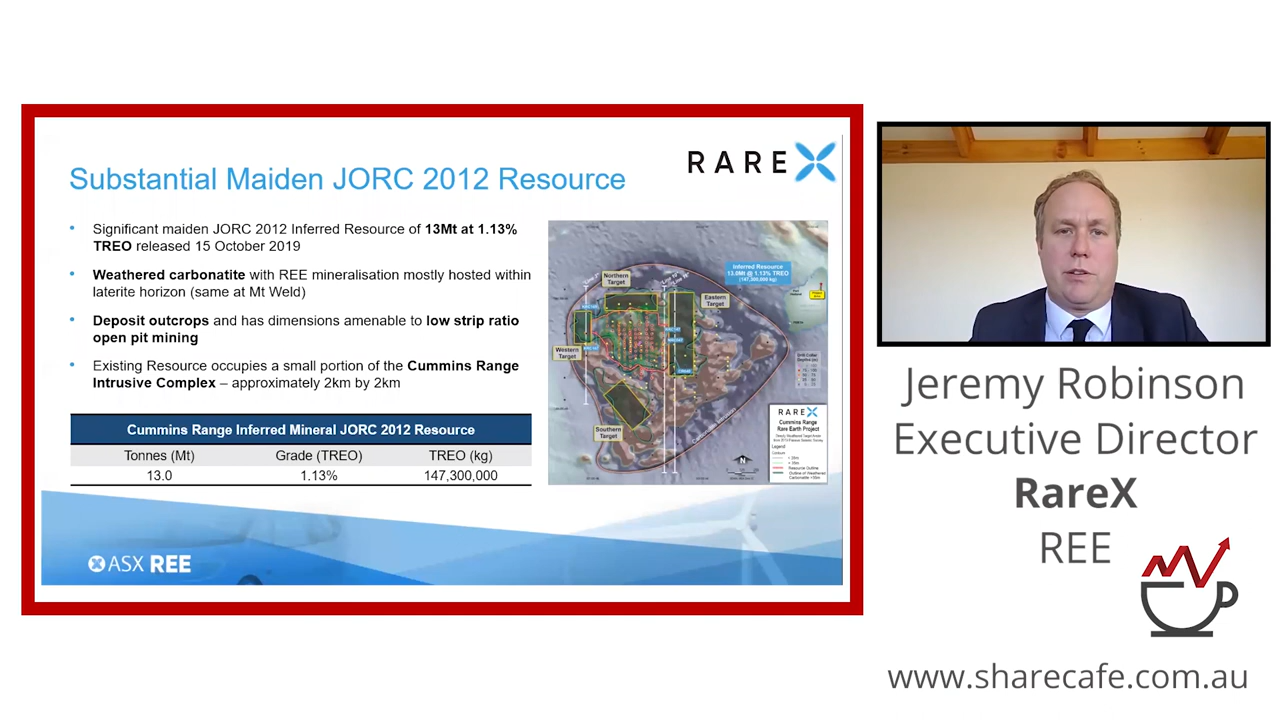 RAREX
Substantial Maiden JORC 2012 Resource
• Significant maiden JORC 2012 Inferred Resource of 13Mt at 1.13%
TREO released 15 October 2019
• Weathered carbonatite with REE mineralisation mostly hosted within
laterite horizon (same at Mt Weld)
• Deposit outcrops and has dimensions amenable to low strip ratio
open pit mining
• Existing Resource occupies a small portion of the Cummins Range
Intrusive Complex – approximately 2km by 2km
Cummins Range Inferred Mineral JORC 2012 Resource
Tonnes (Mt) Grade (TREO) TREO (kg)
13.0 1.13% 147,300,000
Inferred Resource
13.0Mt @ 1.13% TREO
(147,300,000 kg)
Northern
Target
Eastern
Target
Western
Target
Southern
Target
RAREX
Cummins Range
Rare Earth Project
Legend
Resource Outline
N
ASX REE
Jeremy Robinson
Executive Director
RareX
REE
www.sharecafe.com.au